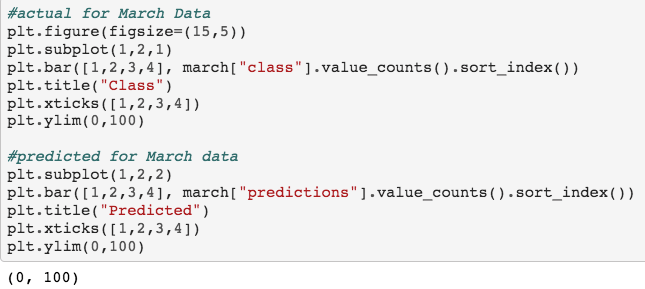 #actual for March Data
plt.figure(figsize=(15,5))
plt.subplot(1,2,1)
plt.bar([1,2,3,4], march["class"].value_counts().sort_index())
plt.title("Class")
plt.xticks([1,2,3,4])
plt.ylim(0,100)
#predicted for March data
plt.subplot(1,2,2)
plt.bar([1,2,3,4], march["predictions"].value_counts().sort_index())
plt.title("Predicted")
plt.xticks([1,2,3,4])
plt.ylim(0,100)
(0, 100)